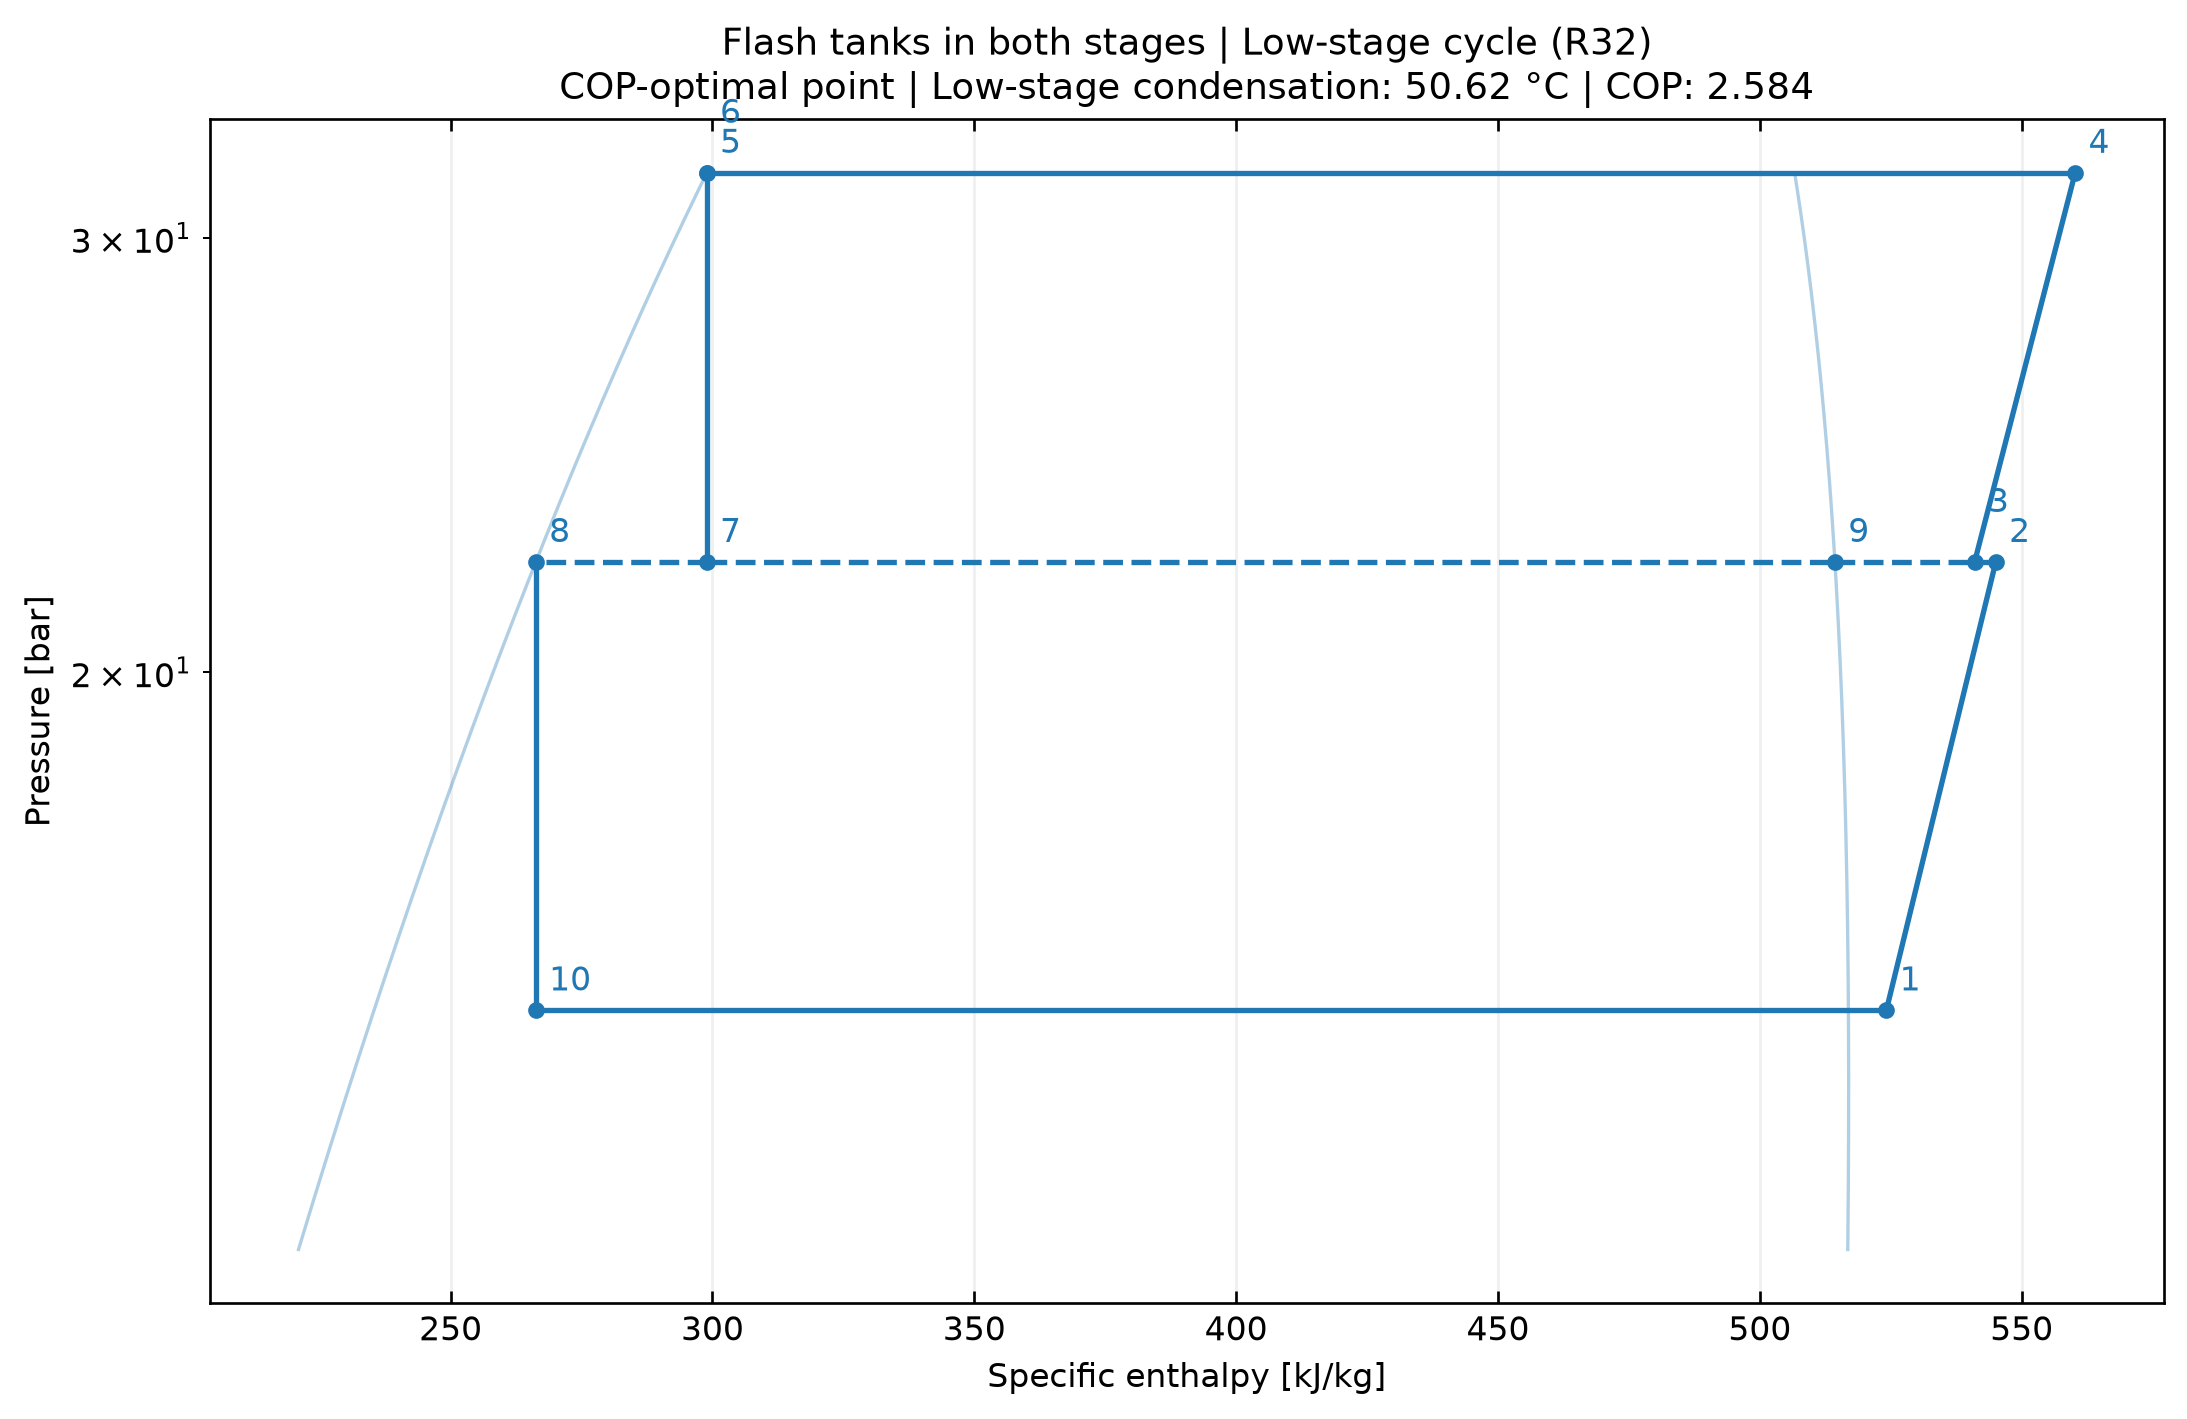 Flash tanks in both stages | Low-stage cycle (R32)
COP-optimal point | Low-stage condensation: 50.62 °C | COP: 2.584
6
5
4
3 × 10¹
3
8
7
9
2
Pressure [bar]
2 × 10¹
10
1
250 300 350 400 450 500 550
Specific enthalpy [kJ/kg]